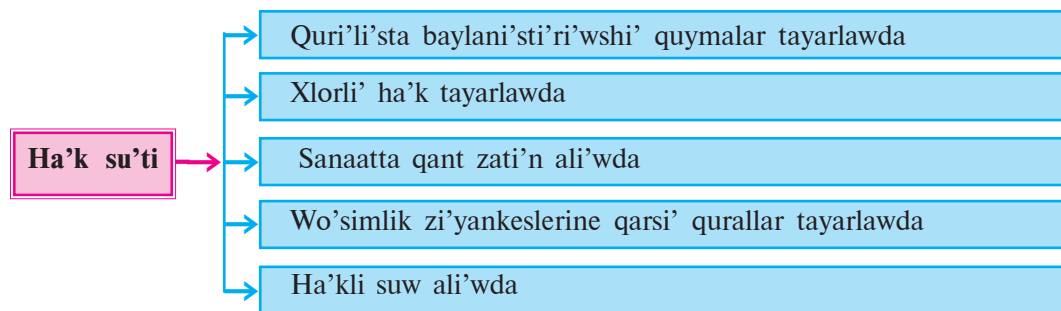 Quri’li’sta baylani’sti’ri’wshi’ quymalar tayarlawda
Xlorli’ ha’k tayarlawda
Ha’k su’ti
Sanaatta qant zati’n ali’wda
Wo’simlik zi’yankeslerine qarsi’ qurallar tayarlawda
Ha’kli suw ali’wda